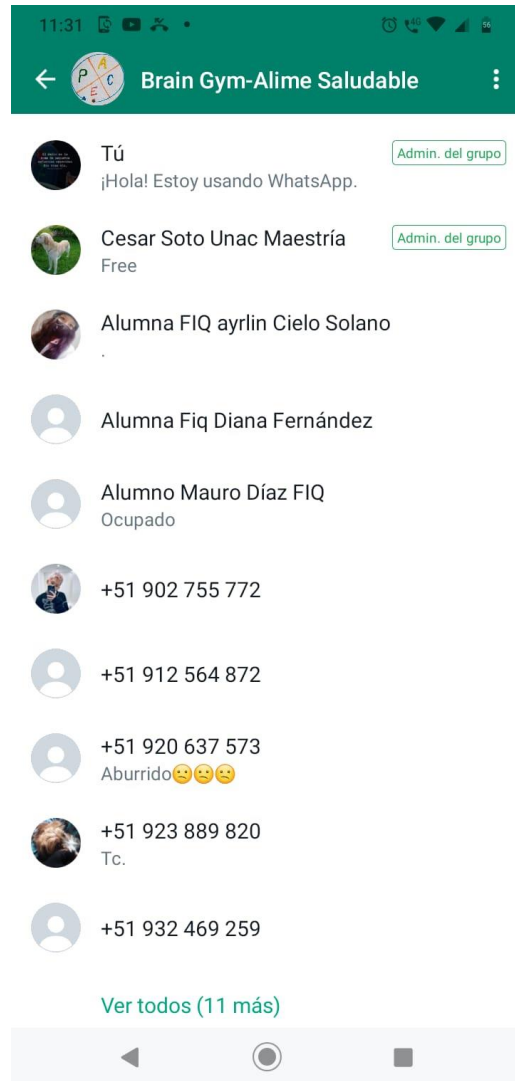 11:31
4G
56
P A C E
Brain Gym-Alime Saludable
Tú
Admin. del grupo
¡Hola! Estoy usando WhatsApp.
Cesar Soto Unac Maestría
Admin. del grupo
Free
Alumna FIQ ayrlin Cielo Solano
.
Alumna Fiq Diana Fernández
Alumno Mauro Díaz FIQ
Ocupado
+51 902 755 772
+51 912 564 872
+51 920 637 573
Aburrido😕😕😕
+51 923 889 820
Tc.
+51 932 469 259
Ver todos (11 más)